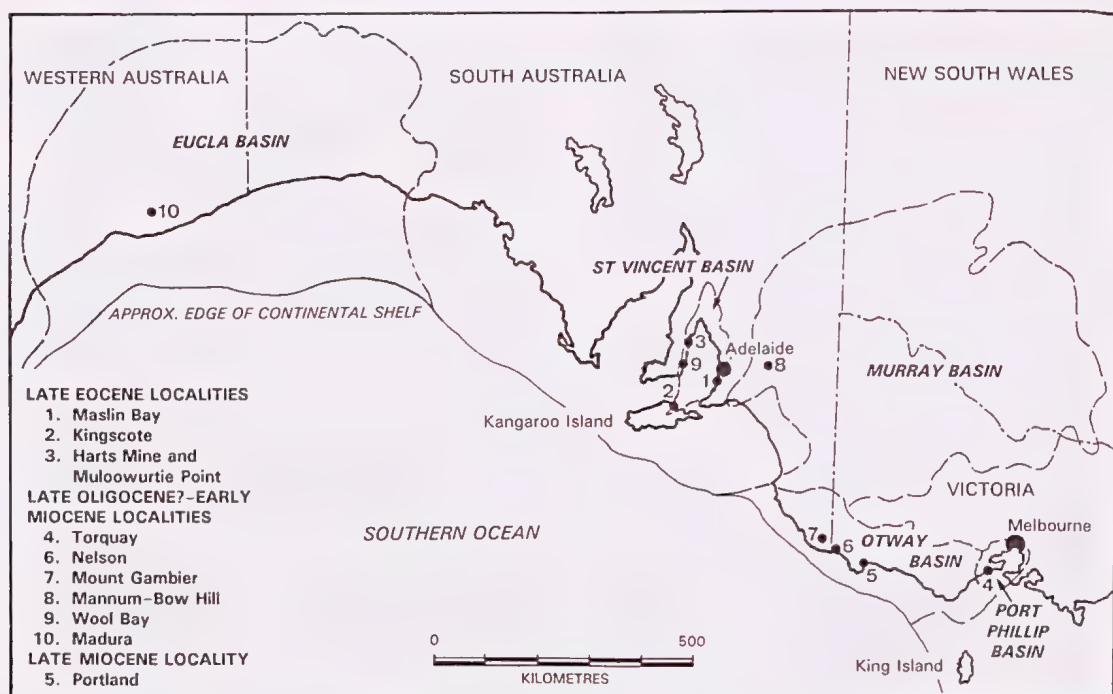 WESTERN AUSTRALIA
SOUTH AUSTRALIA
NEW SOUTH WALES
EUCLA BASIN
10
ST VINCENT BASIN
APPROX. EDGE OF CONTINENTAL SHELF
3
Adelaide
9
8
1
MURRAY BASIN
2
Kangaroo Island
LATE EOCENE LOCALITIES
1. Maslin Bay
2. Kingscote
3. Harts Mine and
Muloowurtie Point
LATE OLIGOCENE?-EARLY
MIOCENE LOCALITIES
4. Torquay
6. Nelson
7. Mount Gambier
8. Mannum-Bow Hill
9. Wool Bay
10. Madura
LATE MIOCENE LOCALITY
5. Portland
SOUTHERN OCEAN
VICTORIA
Melbourne
7
6
OTWAY
BASIN
5
4
PORT
PHILLIP
BASIN
King Island
0
500
KILOMETRES